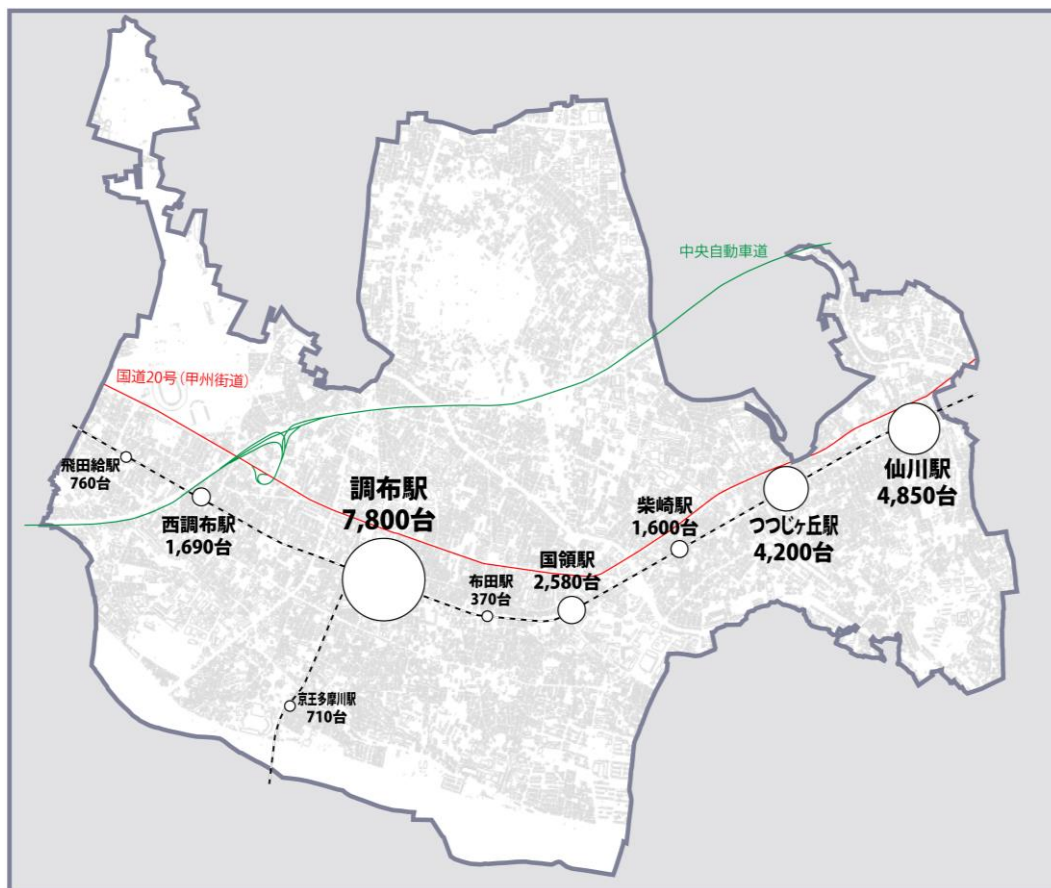 中央自動車道
国道20号（甲州街道）
飛田給駅
760台
西調布駅
1,690台
調布駅
7,800台
布田駅
370台
国領駅
2,580台
柴崎駅
1,600台
つつじヶ丘駅
4,200台
仙川駅
4,850台
京王多摩川駅
710台